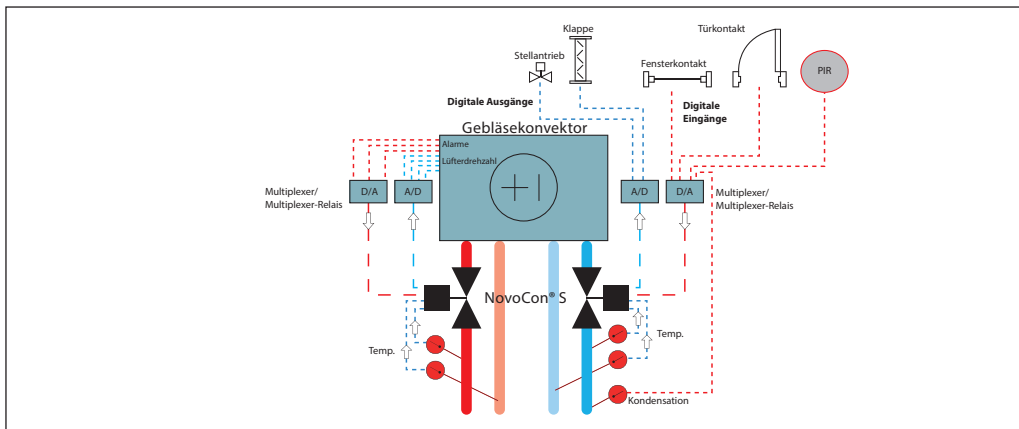 Klappe
Türkontakt
Stellantrieb
Fensterkontakt
PIR
Digitale Ausgänge
Digitale
Eingänge
Gebläsekonvektor
Alarme
Lüfterdrehzahl
Multiplexer/
Multiplexer-Relais
D/A
A/D
A/D
D/A
Multiplexer/
Multiplexer-Relais
NovoCon® S
Temp.
Temp.
Kondensation